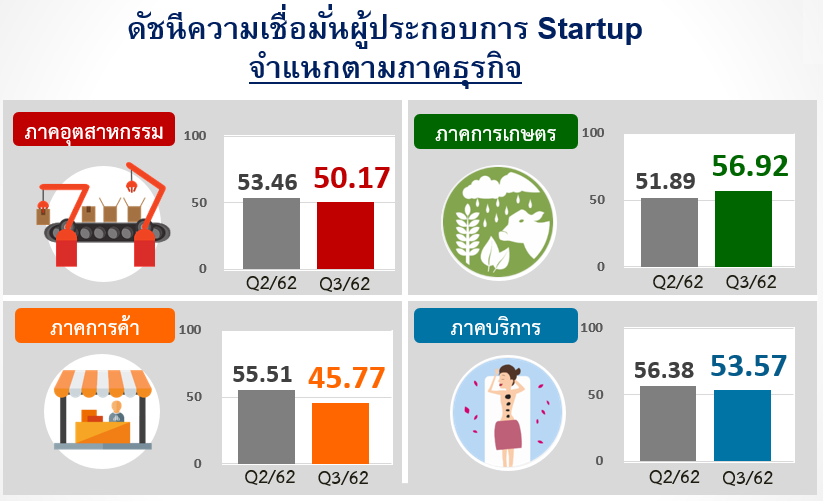 ดัชนีความเชื่อมั่นผู้ประกอบการ Startup
จำแนกตามภาคธุรกิจ
ภาคอุตสาหกรรม
100
50
0
53.46
50.17
Q2/62
Q3/62
ภาคการเกษตร
100
50
0
51.89
56.92
Q2/62
Q3/62
ภาคการค้า
100
50
0
55.51
45.77
Q2/62
Q3/62
ภาคบริการ
100
50
0
56.38
53.57
Q2/62
Q3/62